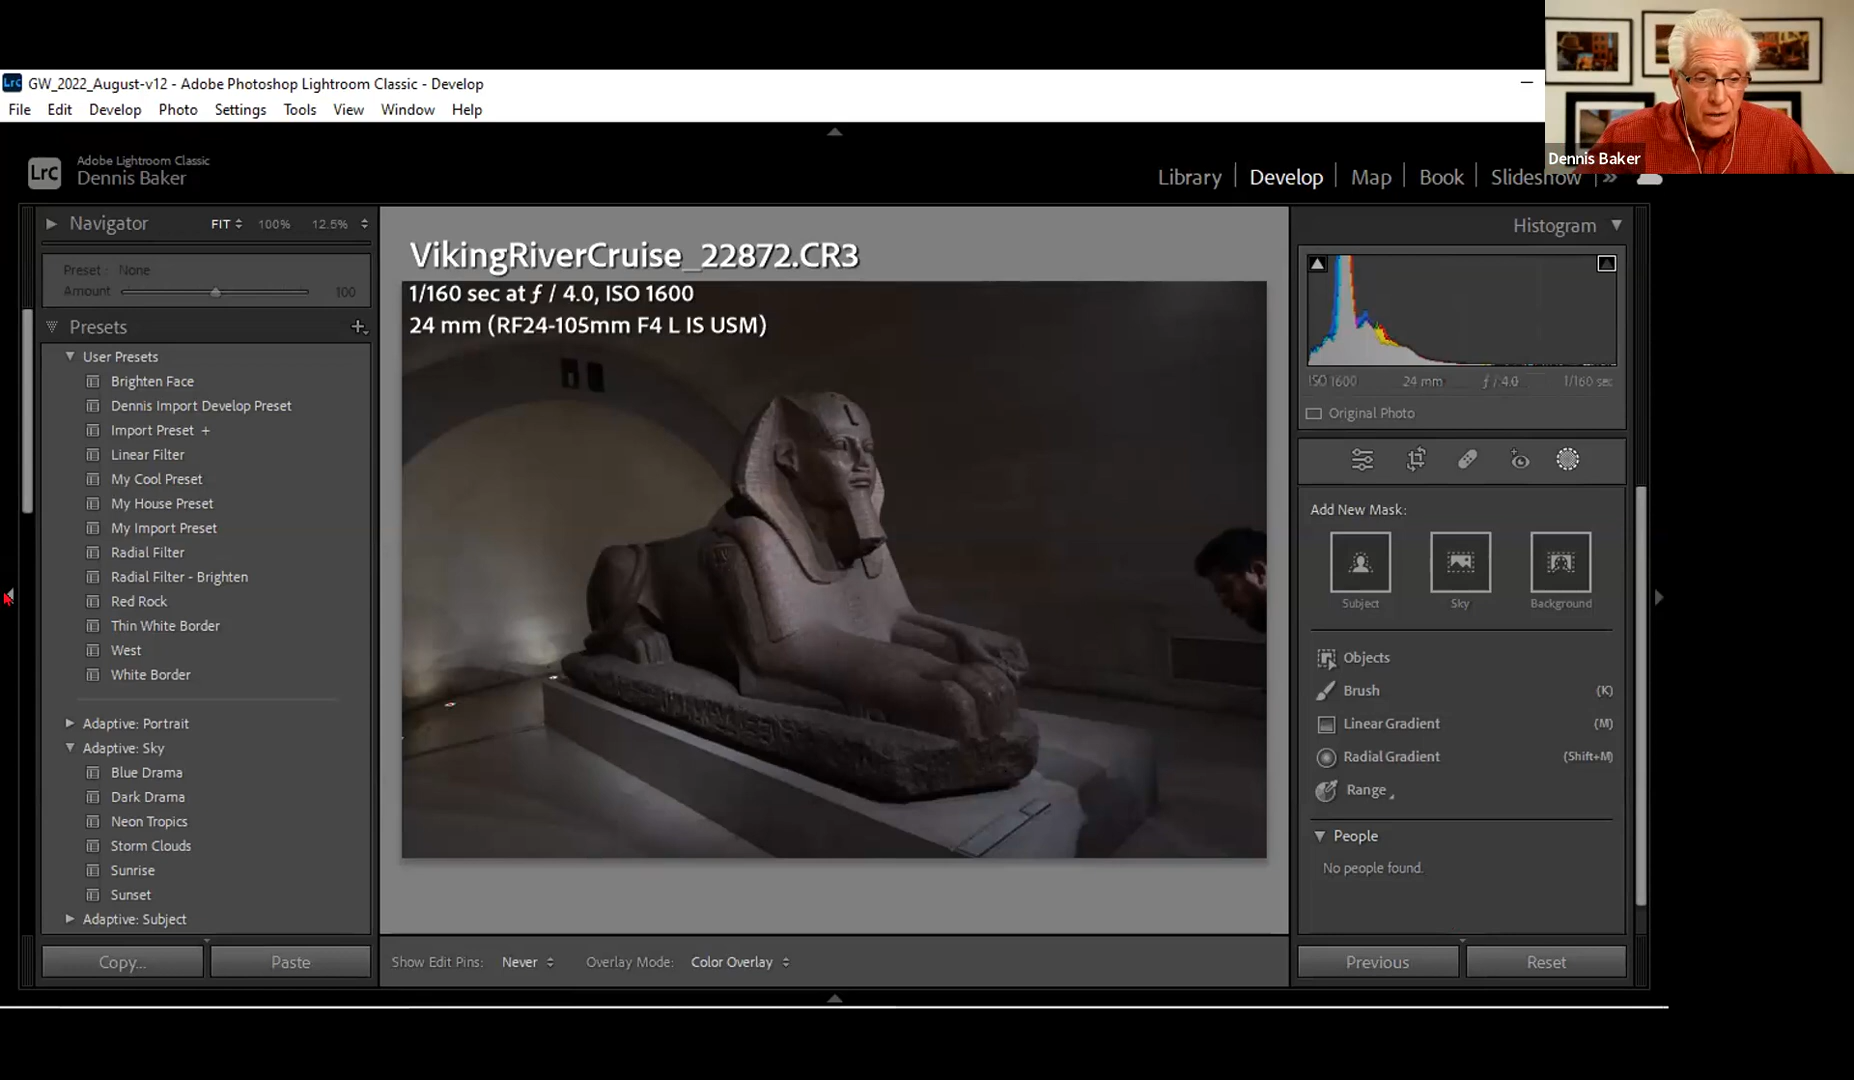 GW_2022_August-v12 - Adobe Photoshop Lightroom Classic - Develop
File Edit Develop Photo Settings Tools View Window Help
Dennis Baker
LrC
Adobe Lightroom Classic
Dennis Baker
Library Develop Map Book Slideshow »
Navigator FIT 100% 12.5%
Preset : None
Amount 100
Presets +
User Presets
Brighten Face
Dennis Import Develop Preset
Import Preset +
Linear Filter
My Cool Preset
My House Preset
My Import Preset
Radial Filter
Radial Filter - Brighten
Red Rock
Thin White Border
West
White Border
Adaptive: Portrait
Adaptive: Sky
Blue Drama
Dark Drama
Neon Tropics
Storm Clouds
Sunrise
Sunset
Adaptive: Subject
Copy... Paste
VikingRiverCruise_22872.CR3
1/160 sec at ƒ / 4.0, ISO 1600
24 mm (RF24-105mm F4 L IS USM)
Show Edit Pins: Never Overlay Mode: Color Overlay
Histogram
ISO 1600 24 mm ƒ / 4.0 1/160 sec
Original Photo
Add New Mask:
Subject Sky Background
Objects
Brush (K)
Linear Gradient (M)
Radial Gradient (Shift+M)
Range
People
No people found.
Previous Reset